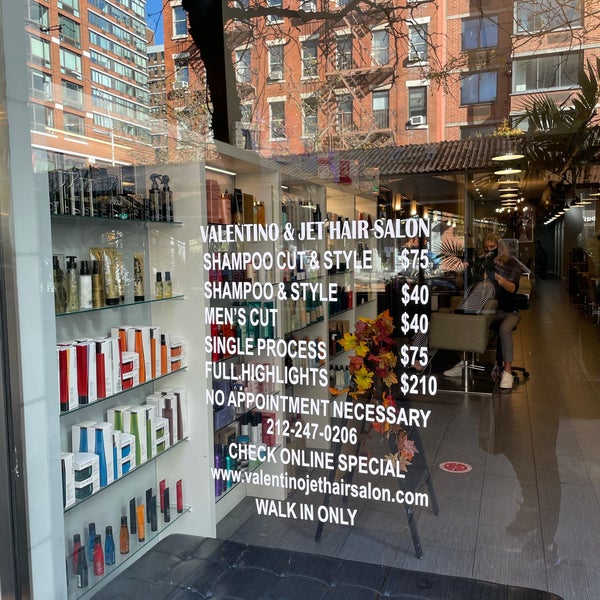 VALENTINO & JET HAIR SALON
SHAMPOO CUT & STYLE $75
SHAMPOO & STYLE $40
MEN'S CUT $40
SINGLE PROCESS $75
FULL HIGHLIGHTS $210
NO APPOINTMENT NECESSARY
212-247-0206
CHECK ONLINE SPECIAL
www.valentinojethairsalon.com
WALK IN ONLY